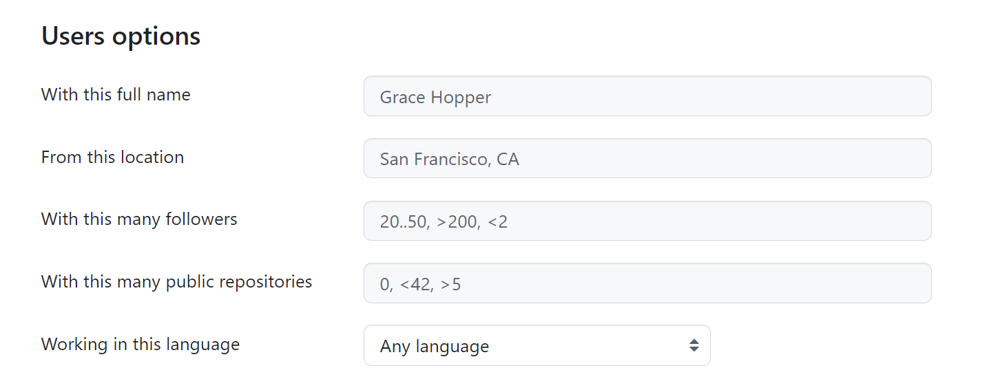 Users options
With this full name
Grace Hopper
From this location
San Francisco, CA
With this many followers
20..50, >200, <2
With this many public repositories
0, <42, >5
Working in this language
Any language